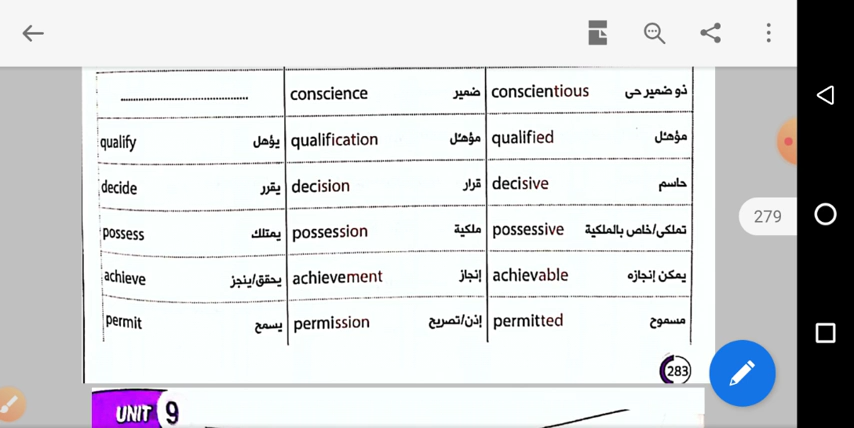 .......................................... conscience ضمير conscientious ذو ضمير حى
qualify يؤهل qualification مؤهئل qualified مؤهئل
decide يقرر decision قرار decisive حاسم
279
possess يمتلك possession ملكية possessive تملكى/خاص بالملكية
achieve يحقق/ينجز achievement إنجاز achievable يمكن إنجازه
permit يسمح permission إذن/تصريح permitted مسموح
283
UNIT 9